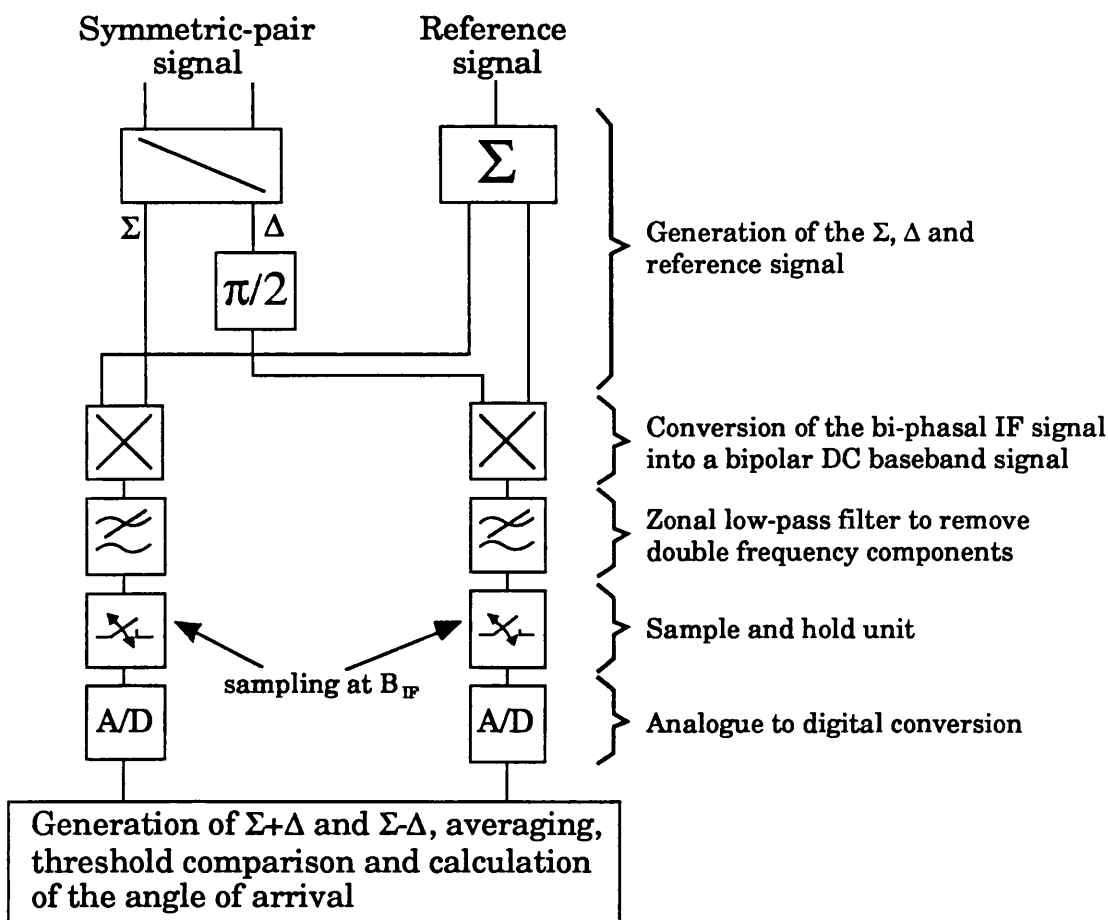 Symmetric-pair
signal
Reference
signal
Σ
Σ
Δ
π/2
Generation of the Σ, Δ and
reference signal
Conversion of the bi-phasal IF signal
into a bipolar DC baseband signal
Zonal low-pass filter to remove
double frequency components
Sample and hold unit
sampling at B_IF
A/D
A/D
Analogue to digital conversion
Generation of Σ+Δ and Σ-Δ, averaging,
threshold comparison and calculation
of the angle of arrival